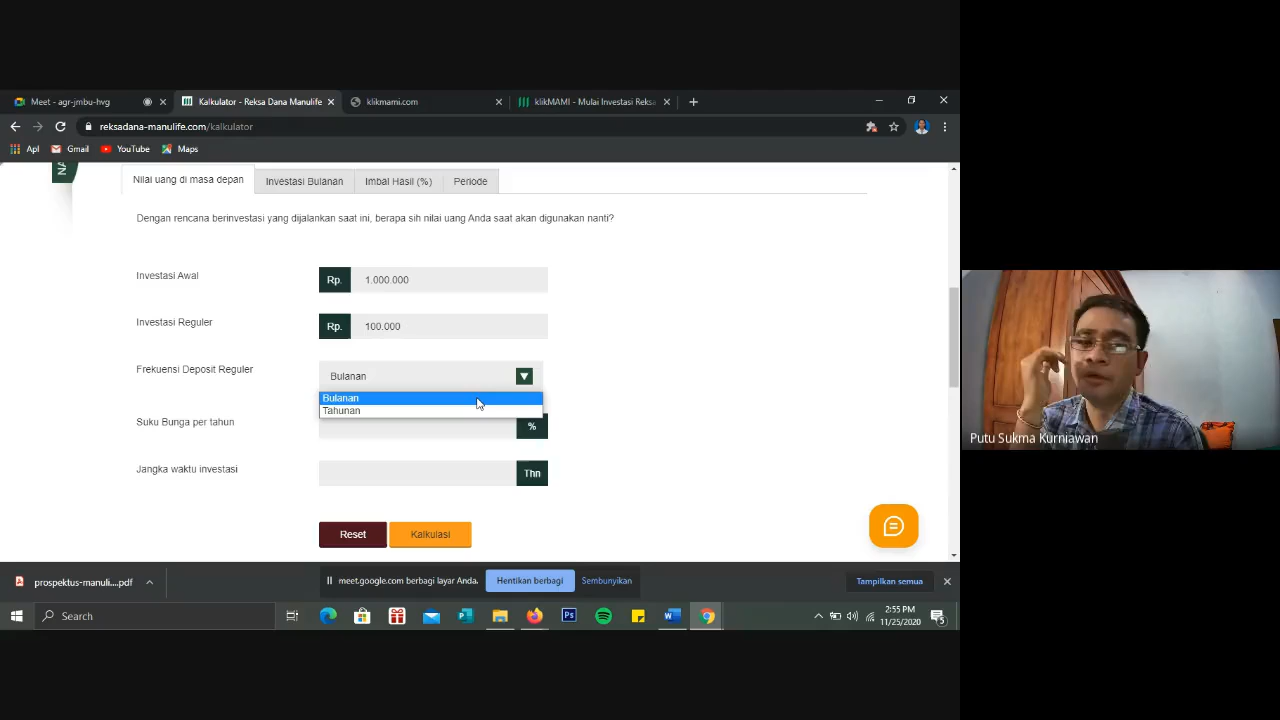 Meet - agr-jmbu-hvg
Kalkulator - Reksa Dana Manulife
klikmami.com
klikMAMI - Mulai Investasi Reksa
reksadana-manulife.com/kalkulator
Apl
Gmail
YouTube
Maps
NA
Nilai uang di masa depan
Investasi Bulanan
Imbal Hasil (%)
Periode
Dengan rencana berinvestasi yang dijalankan saat ini, berapa sih nilai uang Anda saat akan digunakan nanti?
Investasi Awal
Rp.
1.000.000
Investasi Reguler
Rp.
100.000
Frekuensi Deposit Reguler
Bulanan
Bulanan
Tahunan
Suku Bunga per tahun
%
Jangka waktu investasi
Thn
Reset
Kalkulasi
Putu Sukma Kurniawan
prospektus-manuli....pdf
meet.google.com berbagi layar Anda.
Hentikan berbagi
Sembunyikan
Tampilkan semua
Search
Ps
2:55 PM
11/25/2020
5